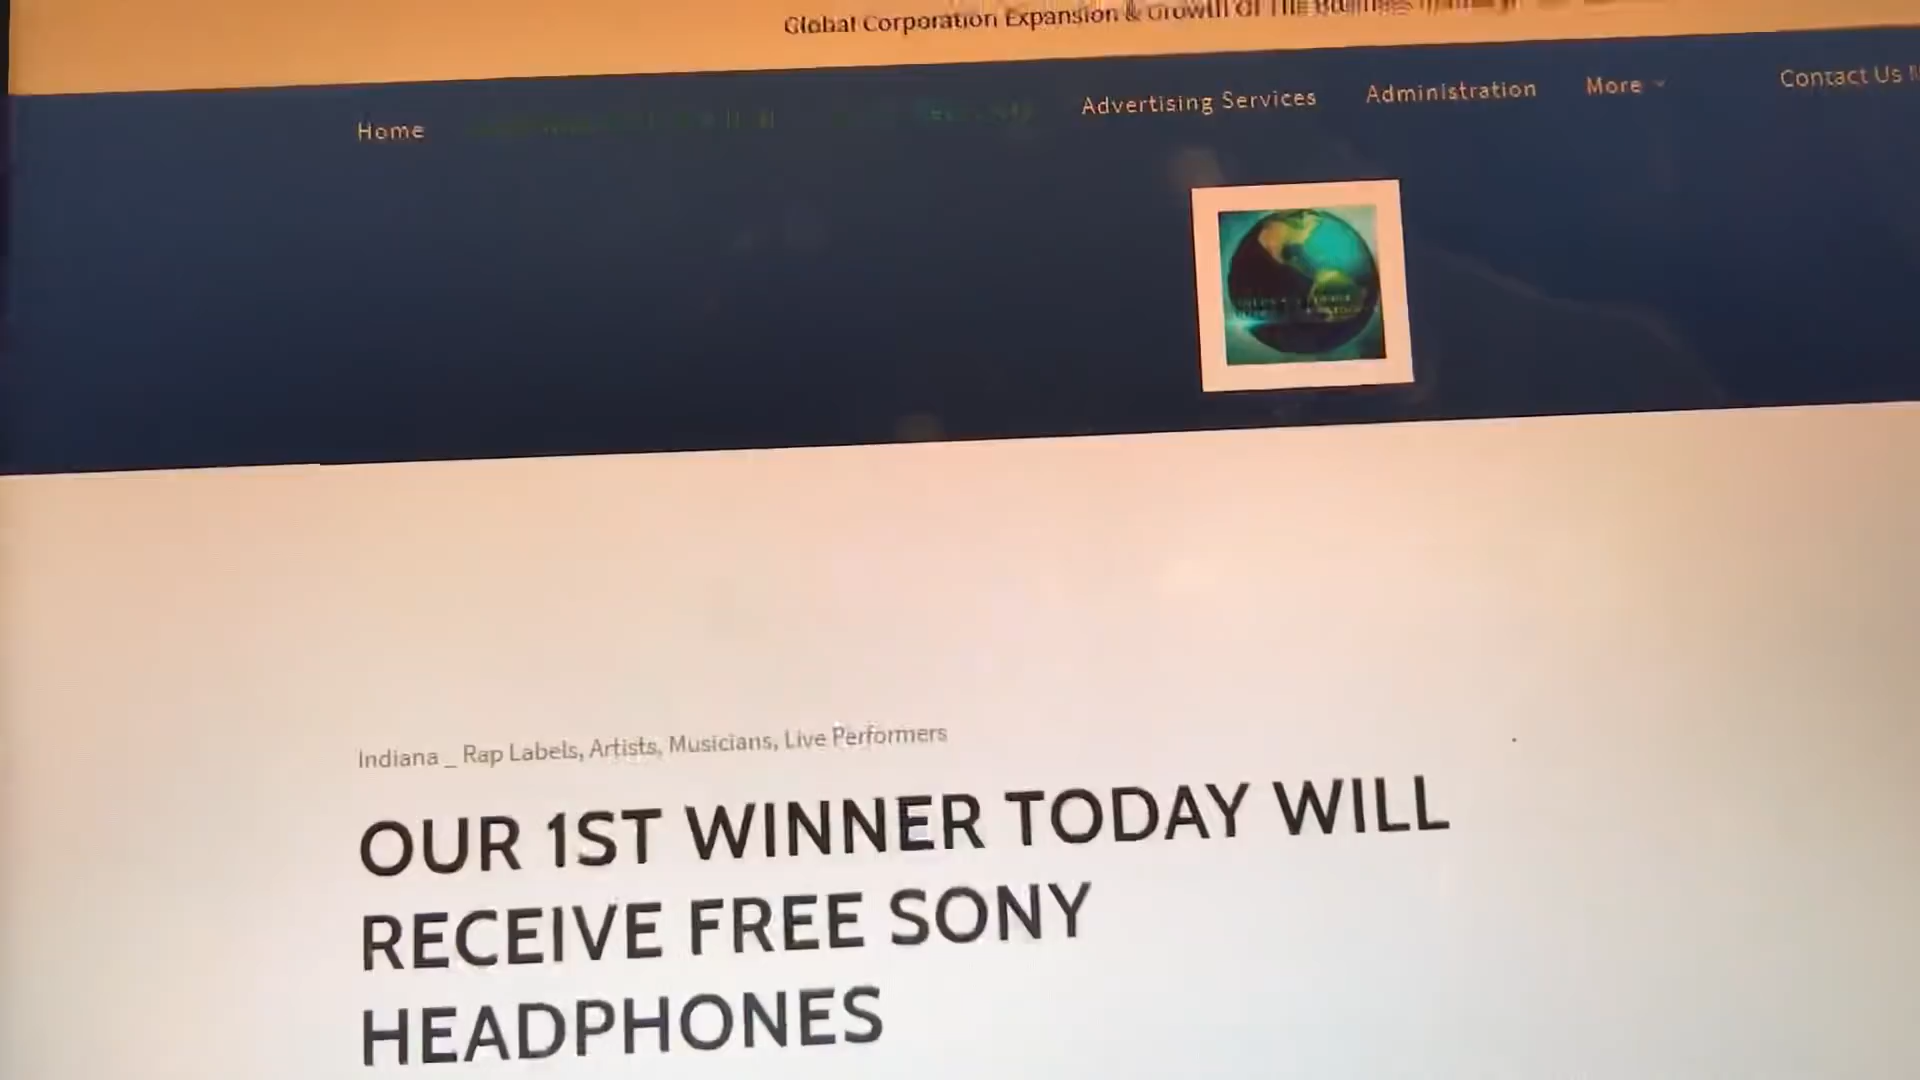 Global Corporation Expansion & Growth Of The Business
Home Advertising Services Administration More Contact Us
Indiana _ Rap Labels, Artists, Musicians, Live Performers
OUR 1ST WINNER TODAY WILL
RECEIVE FREE SONY
HEADPHONES